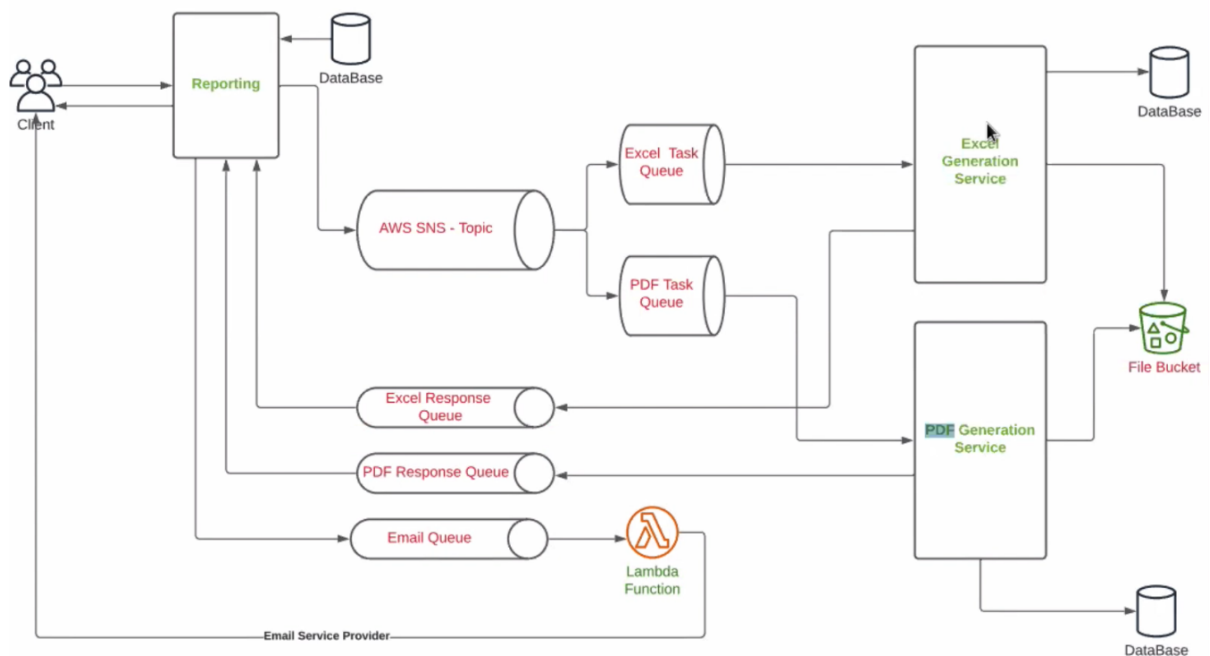 DataBase
Reporting
Client
DataBase
Excel Task
Queue
Excel
Generation
Service
AWS SNS - Topic
PDF Task
Queue
File Bucket
Excel Response
Queue
PDF Generation
Service
PDF Response Queue
Email Queue
Lambda
Function
Email Service Provider
DataBase